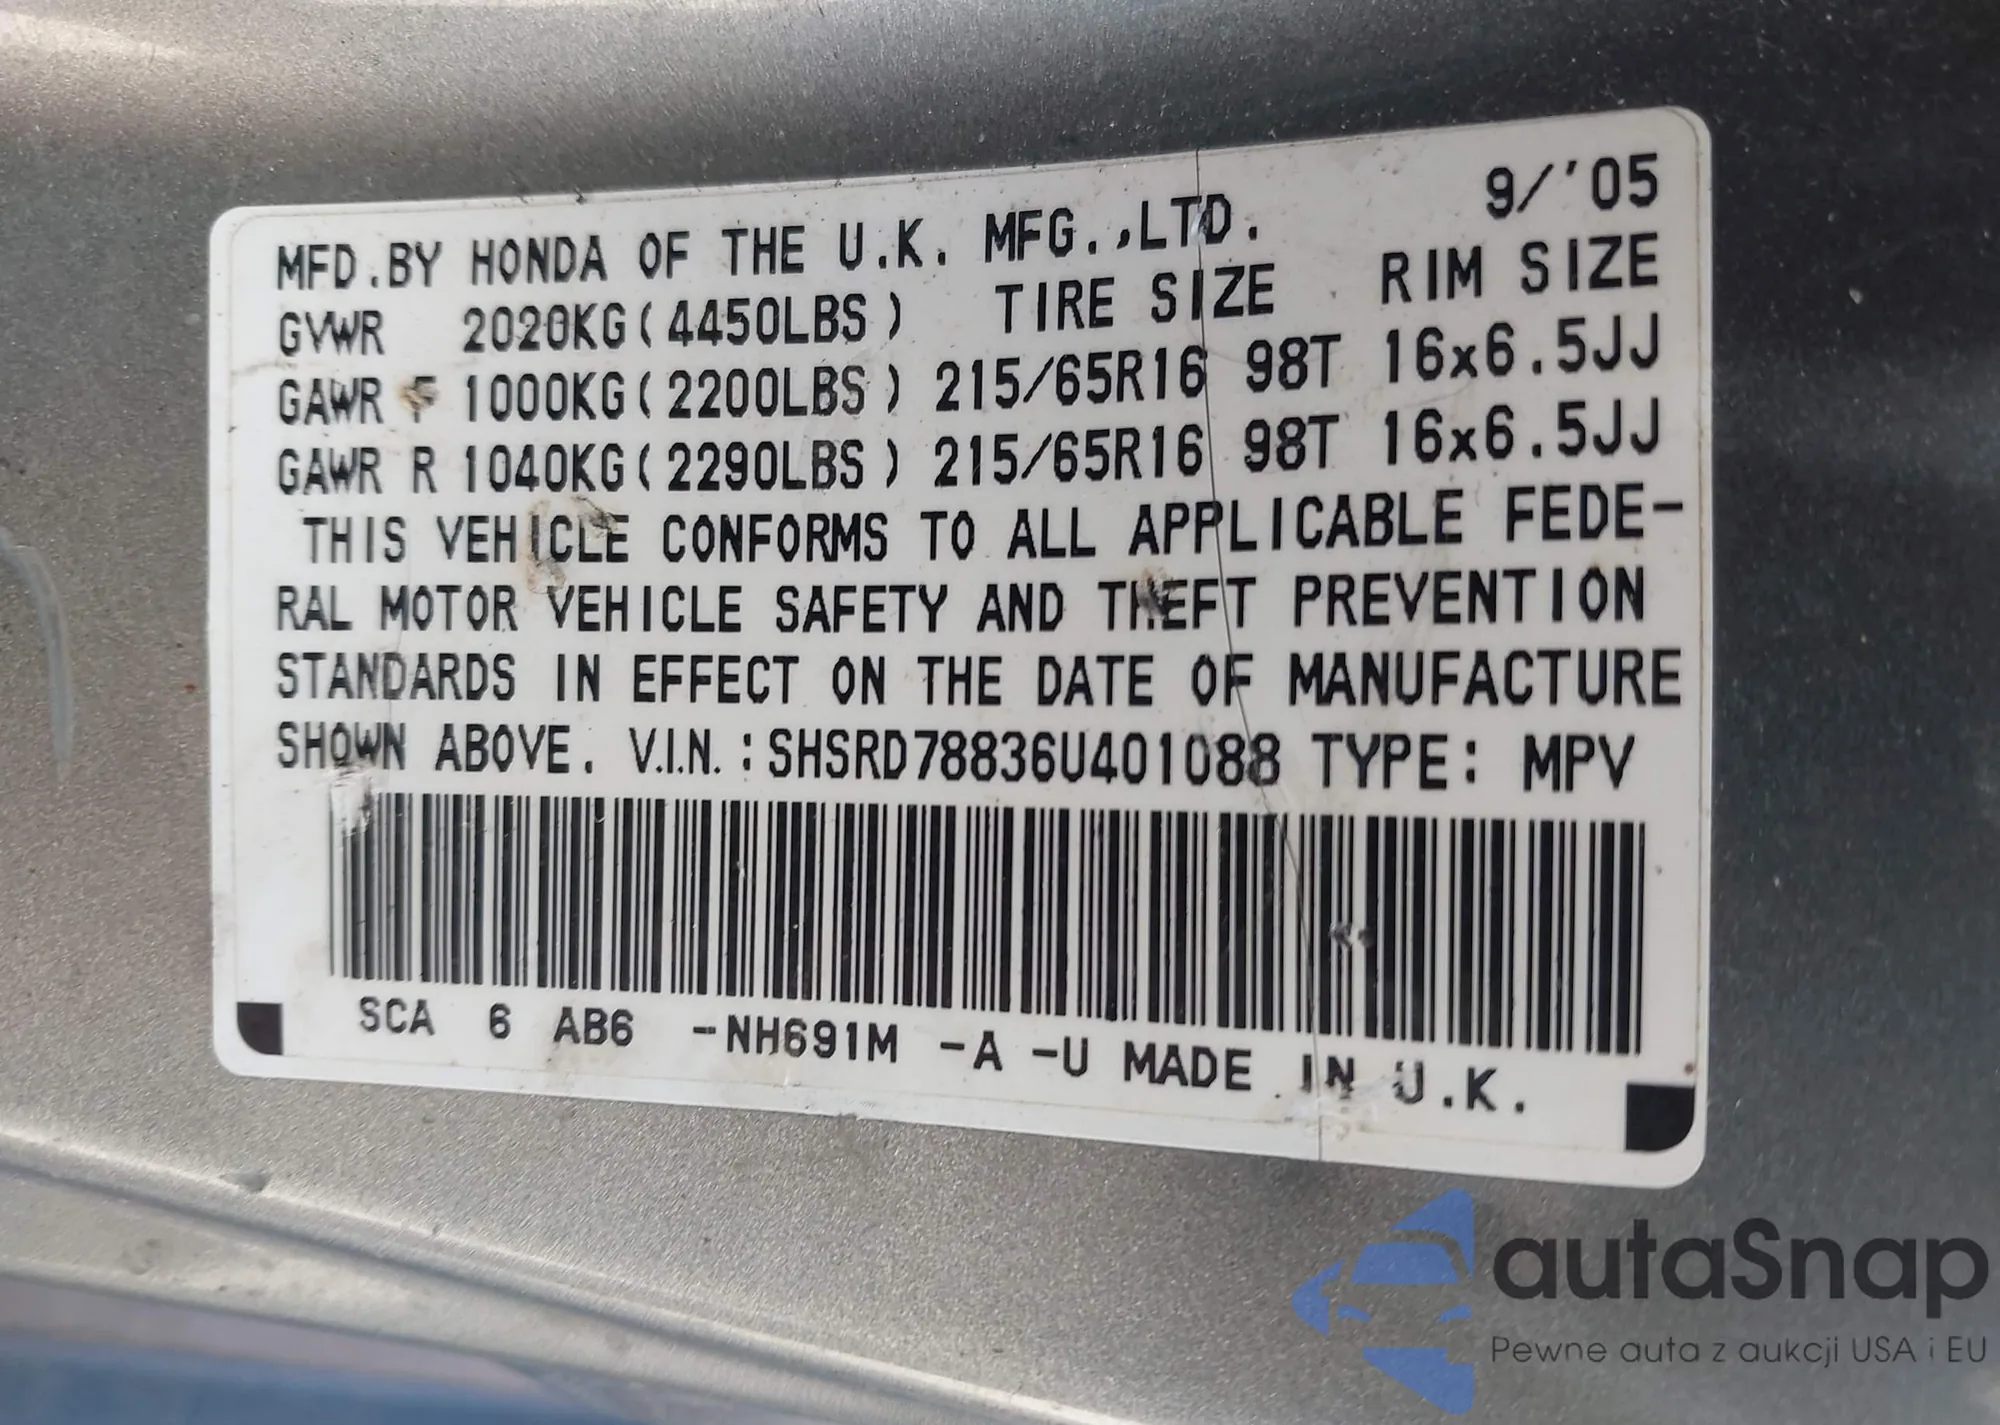 9/'05
MFD.BY HONDA OF THE U.K. MFG.,LTD.
GVWR 2020KG(4450LBS) TIRE SIZE RIM SIZE
GAWR F 1000KG(2200LBS) 215/65R16 98T 16x6.5JJ
GAWR R 1040KG(2290LBS) 215/65R16 98T 16x6.5JJ
THIS VEHICLE CONFORMS TO ALL APPLICABLE FEDE-
RAL MOTOR VEHICLE SAFETY AND THEFT PREVENTION
STANDARDS IN EFFECT ON THE DATE OF MANUFACTURE
SHOWN ABOVE. V.I.N.:SHSRD78836U401088 TYPE: MPV
SCA 6 AB6 -NH691M -A -U MADE IN U.K.
autaSnap
Pewne auta z aukcji USA i EU